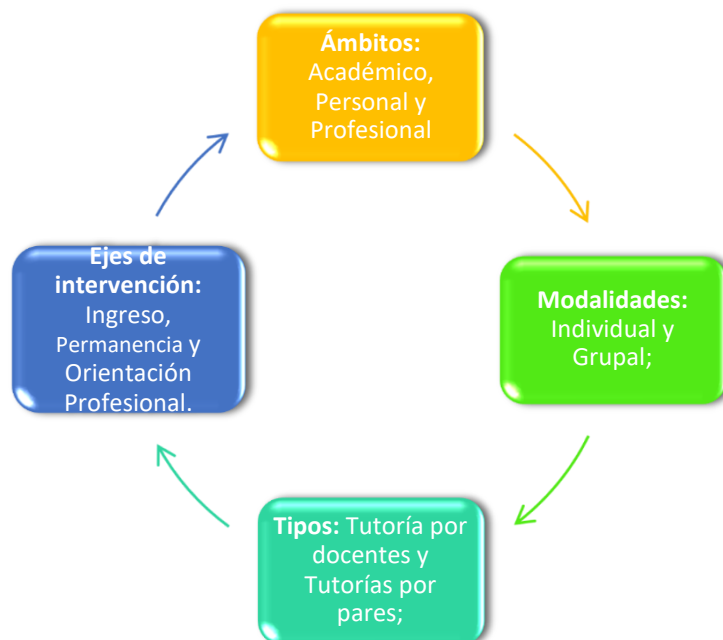 Ámbitos:
Académico,
Personal y
Profesional
Modalidades:
Individual y
Grupal;
Tipos: Tutoría por
docentes y
Tutorías por
pares;
Ejes de
intervención:
Ingreso,
Permanencia y
Orientación
Profesional.